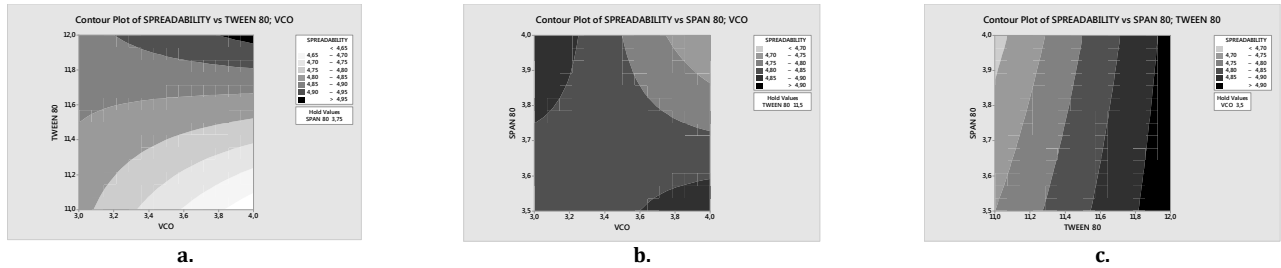 Contour Plot of SPREADABILITY vs TWEEN 80; VCO
12,0
11,8
11,6
11,4
11,2
11,0
TWEEN 80
3,0 3,2 3,4 3,6 3,8 4,0
VCO
SPREADABILITY
< 4,65
4,65 – 4,70
4,70 – 4,75
4,75 – 4,80
4,80 – 4,85
4,85 – 4,90
4,90 – 4,95
> 4,95
Hold Values
SPAN 80 3,75
a.
Contour Plot of SPREADABILITY vs SPAN 80; VCO
4,0
3,9
3,8
3,7
3,6
3,5
SPAN 80
3,0 3,2 3,4 3,6 3,8 4,0
VCO
SPREADABILITY
< 4,70
4,70 – 4,75
4,75 – 4,80
4,80 – 4,85
4,85 – 4,90
> 4,90
Hold Values
TWEEN 80 11,5
b.
Contour Plot of SPREADABILITY vs SPAN 80; TWEEN 80
4,0
3,9
3,8
3,7
3,6
3,5
SPAN 80
11,0 11,2 11,4 11,6 11,8 12,0
TWEEN 80
SPREADABILITY
< 4,70
4,70 – 4,75
4,75 – 4,80
4,80 – 4,85
4,85 – 4,90
> 4,90
Hold Values
VCO 3,5
c.